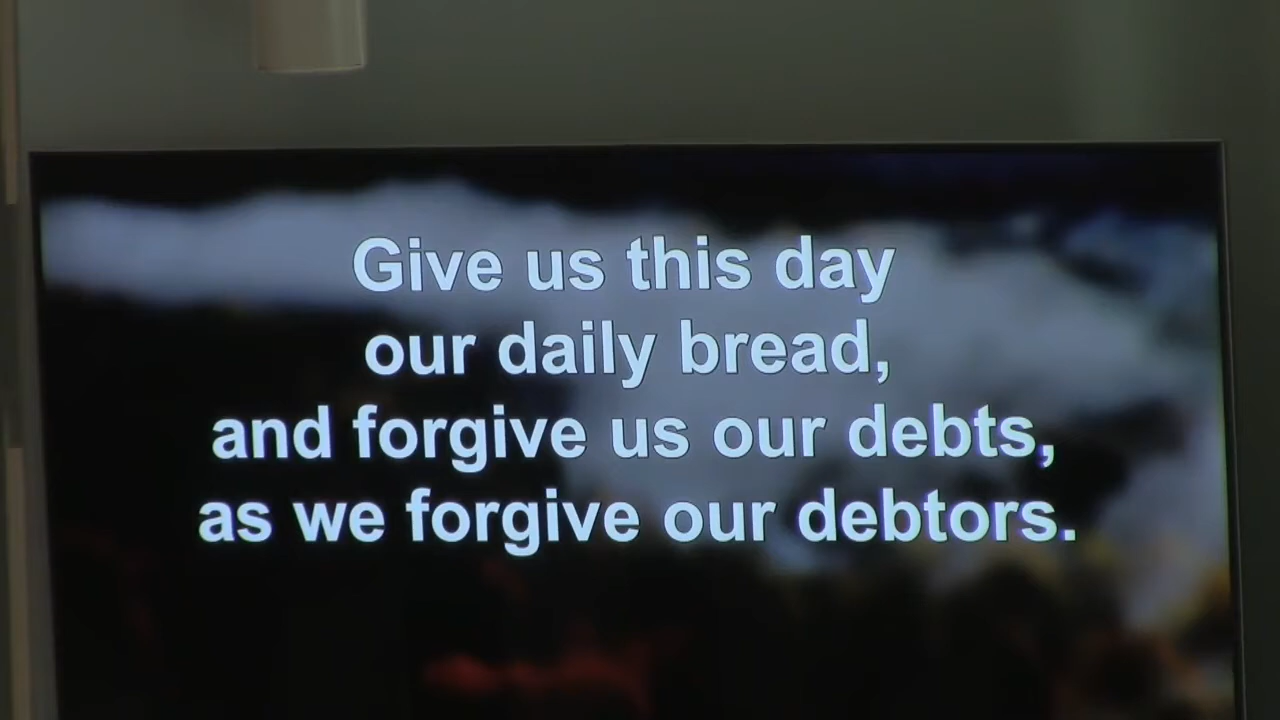 Give us this day
our daily bread,
and forgive us our debts,
as we forgive our debtors.